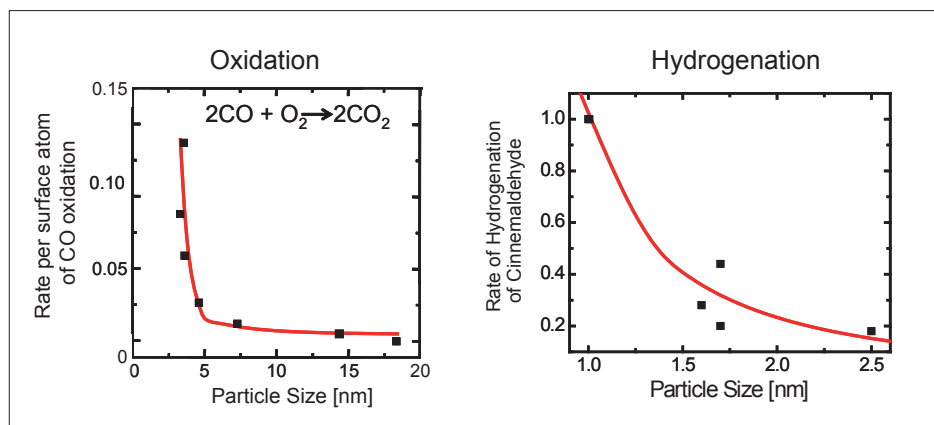 Oxidation
2CO + O₂→2CO₂
Rate per surface atom
of CO oxidation
0.15
0.10
0.05
0
0 5 10 15 20
Particle Size [nm]
Hydrogenation
Rate of Hydrogenation
of Cinnemaldehyde
1.0
0.8
0.6
0.4
0.2
1.0 1.5 2.0 2.5
Particle Size [nm]